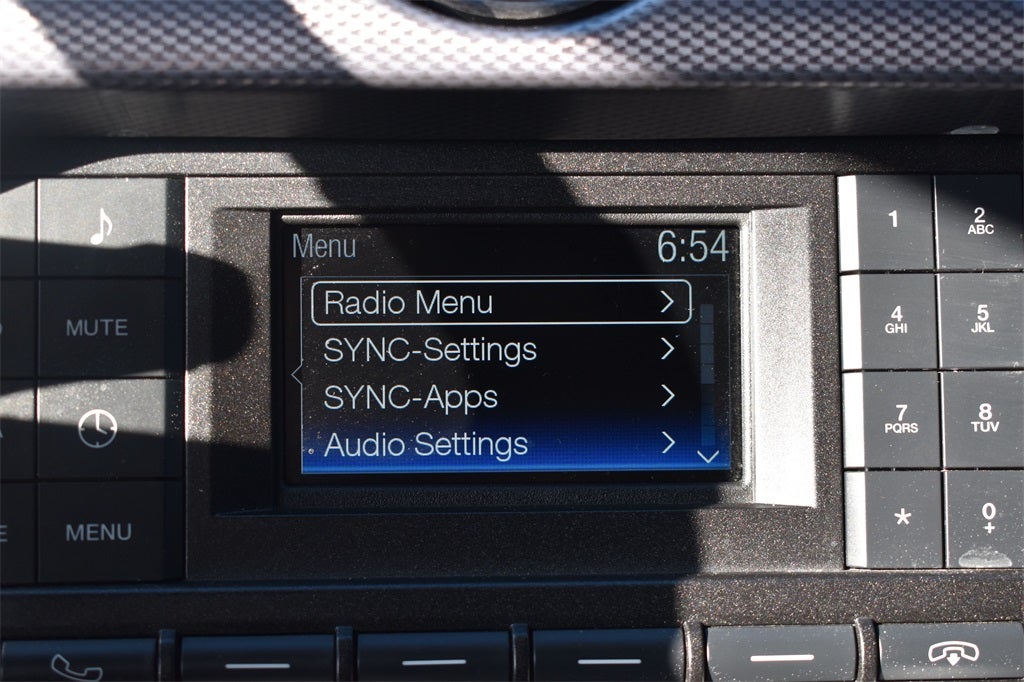 Menu 6:54
Radio Menu
SYNC-Settings
SYNC-Apps
Audio Settings
MUTE
MENU
1
2
ABC
4
GHI
5
JKL
7
PQRS
8
TUV
*
0
+